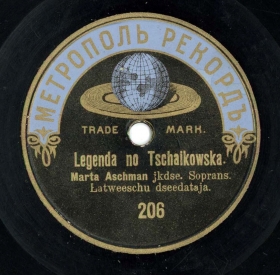 МЕТРОПОЛЬ РЕКОРДЪ
TRADE MARK.
Legenda no Tschaikowska.
Marta Aschman jkdse. Soprans.
Latweeschu dseedataja.
206